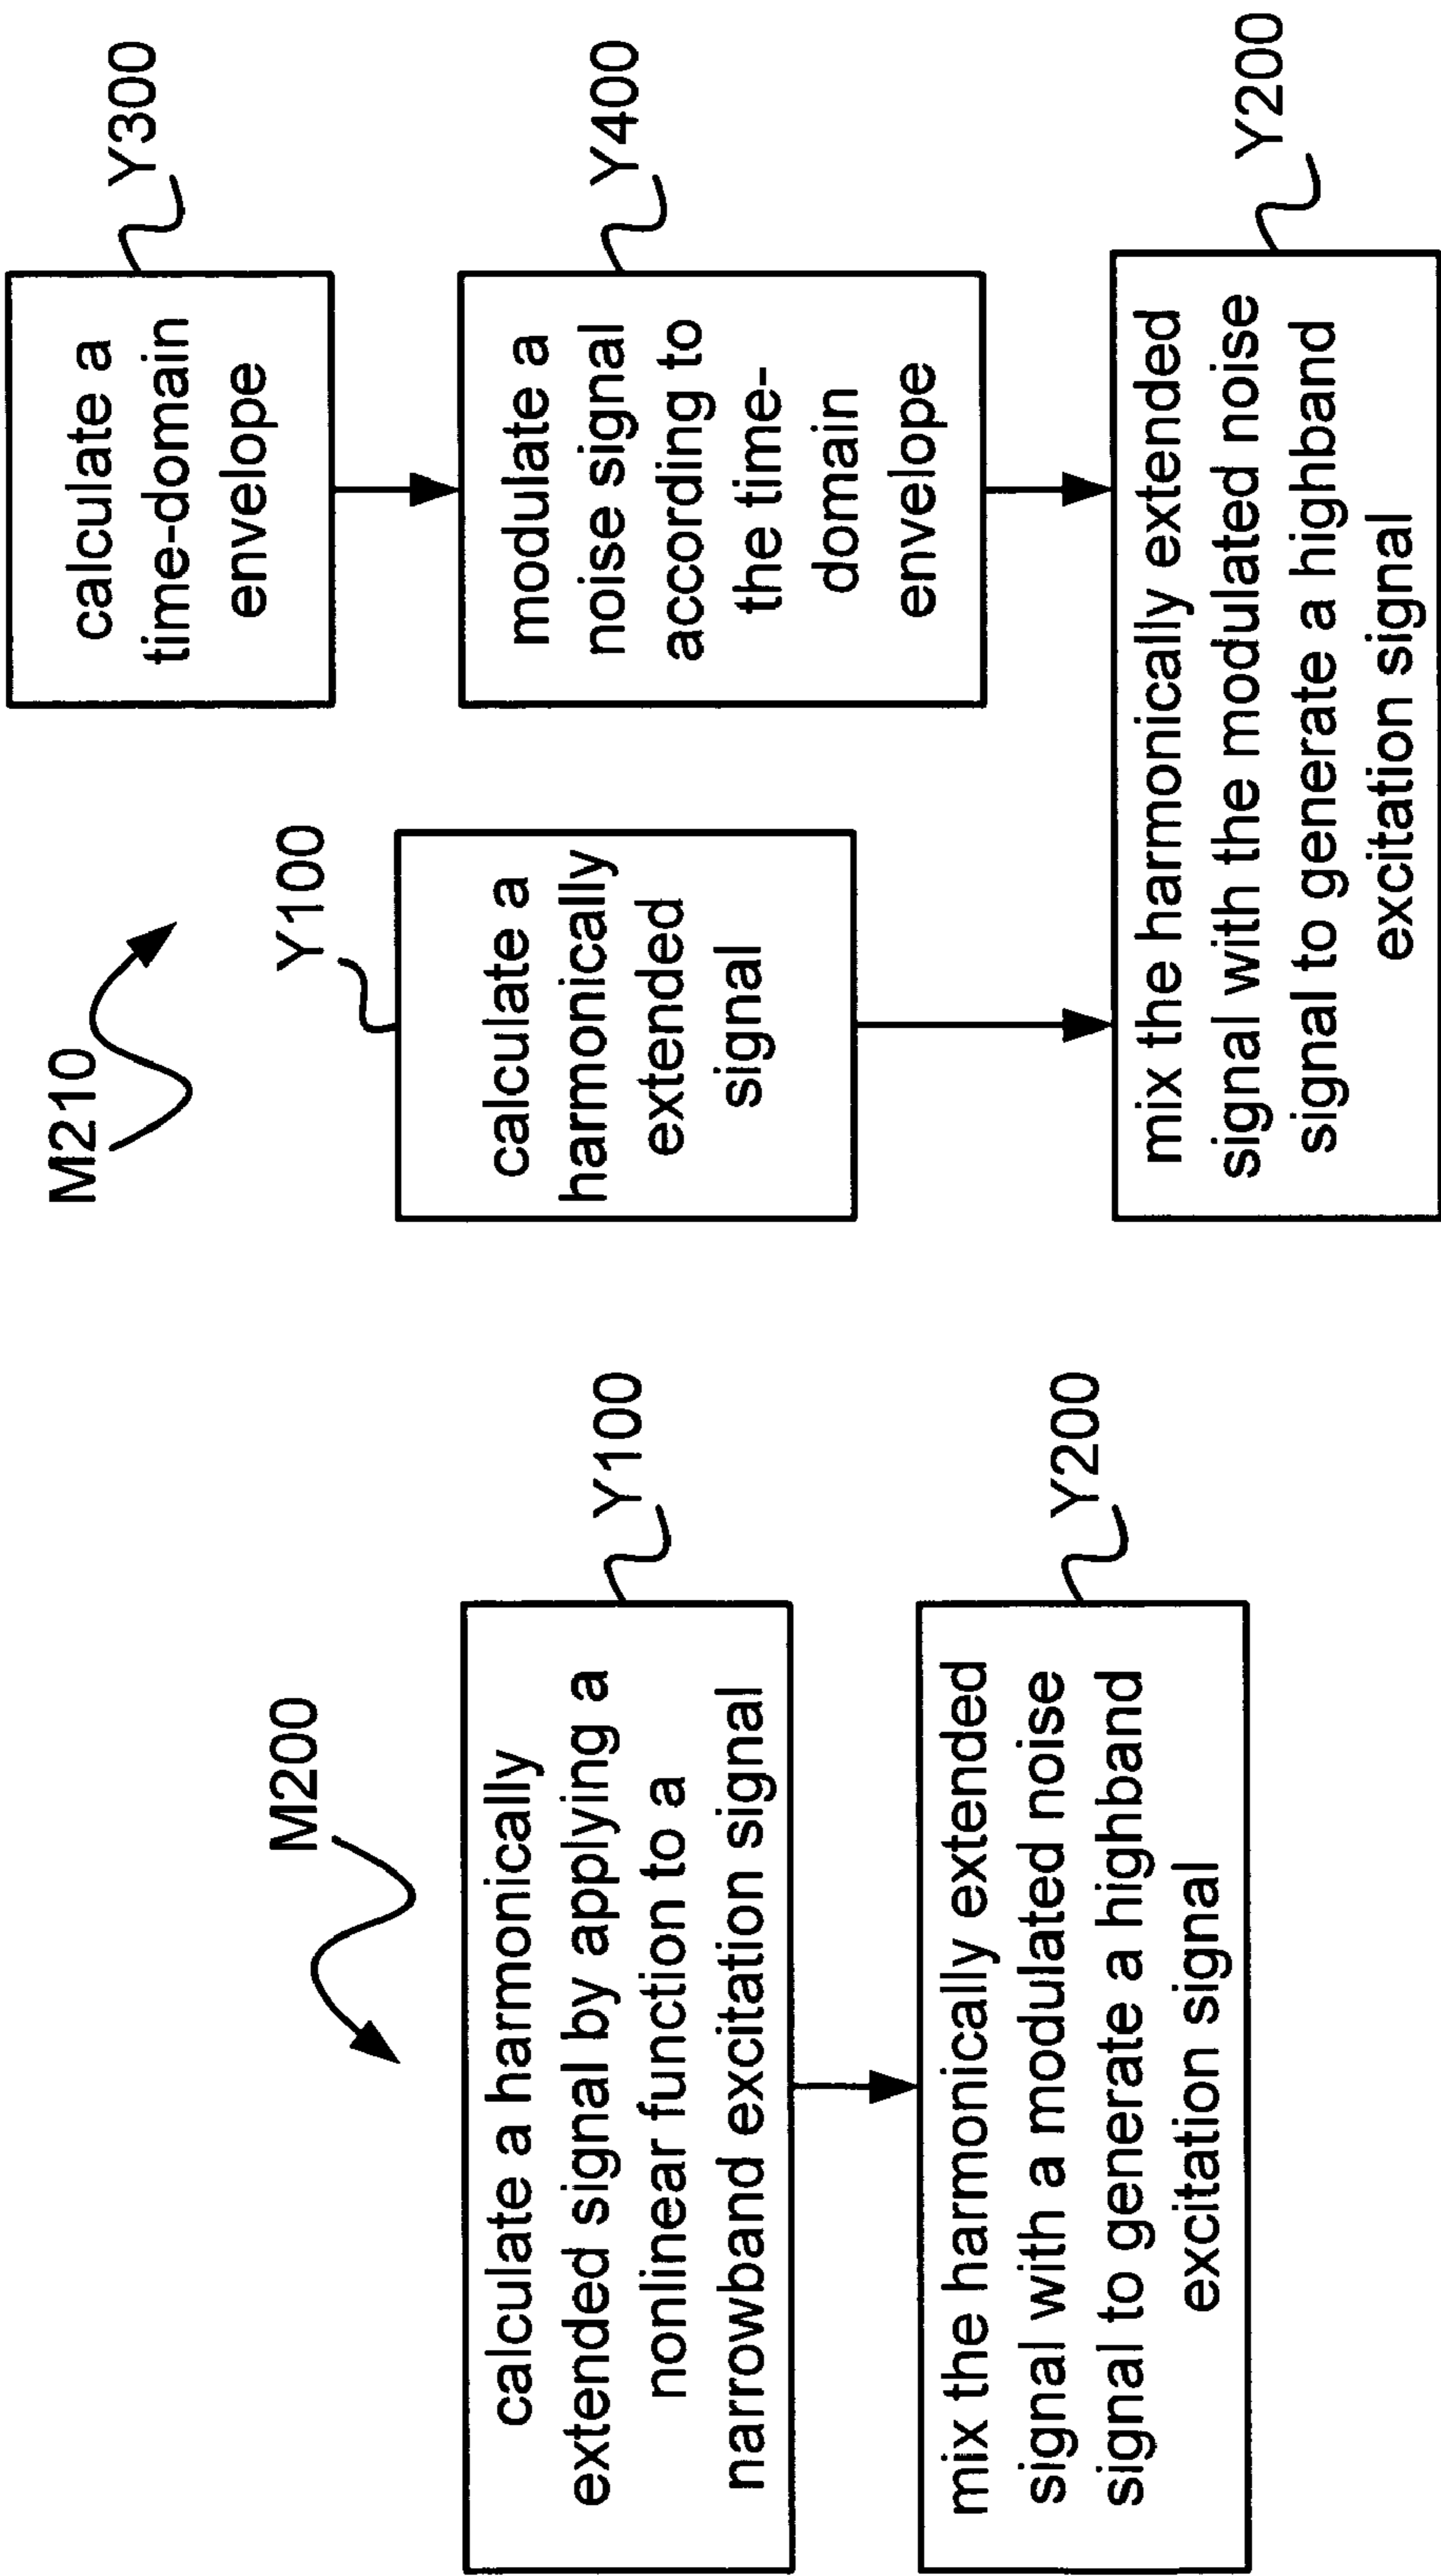 M200
calculate a harmonically
extended signal by applying a
nonlinear function to a
narrowband excitation signal
Y100
mix the harmonically extended
signal with a modulated noise
signal to generate a highband
excitation signal
Y200
M210
Y100
calculate a
harmonically
extended
signal
calculate a
time-domain
envelope
Y300
modulate a
noise signal
according to
the time-
domain
envelope
Y400
mix the harmonically extended
signal with the modulated noise
signal to generate a highband
excitation signal
Y200